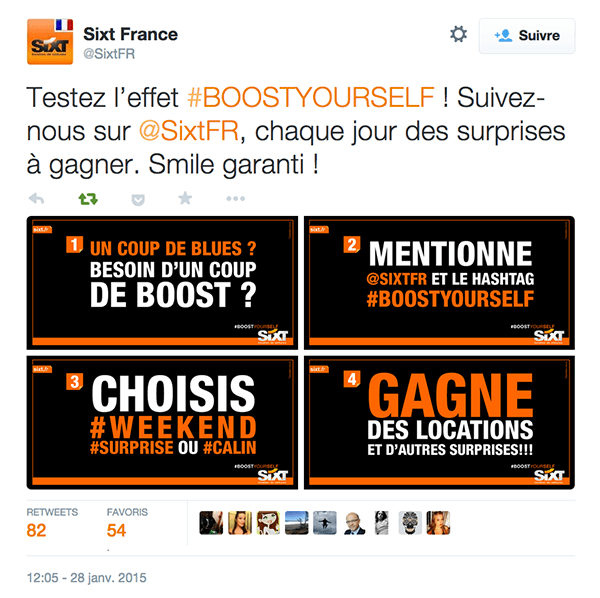 SiXT
Sixt France
@SixtFR
Suivre
Testez l'effet #BOOSTYOURSELF ! Suivez-
nous sur @SixtFR, chaque jour des surprises
à gagner. Smile garanti !
sixt.fr
1 UN COUP DE BLUES ?
BESOIN D'UN COUP
DE BOOST ?
#BOOSTYOURSELF
SiXT
sixt.fr
2 MENTIONNE
@SIXTFR ET LE HASHTAG
#BOOSTYOURSELF
#BOOSTYOURSELF
SiXT
sixt.fr
3 CHOISIS
#WEEKEND
#SURPRISE OU #CALIN
#BOOSTYOURSELF
SiXT
sixt.fr
4 GAGNE
DES LOCATIONS
ET D'AUTRES SURPRISES!!!
#BOOSTYOURSELF
SiXT
RETWEETS FAVORIS
82 54
12:05 - 28 janv. 2015